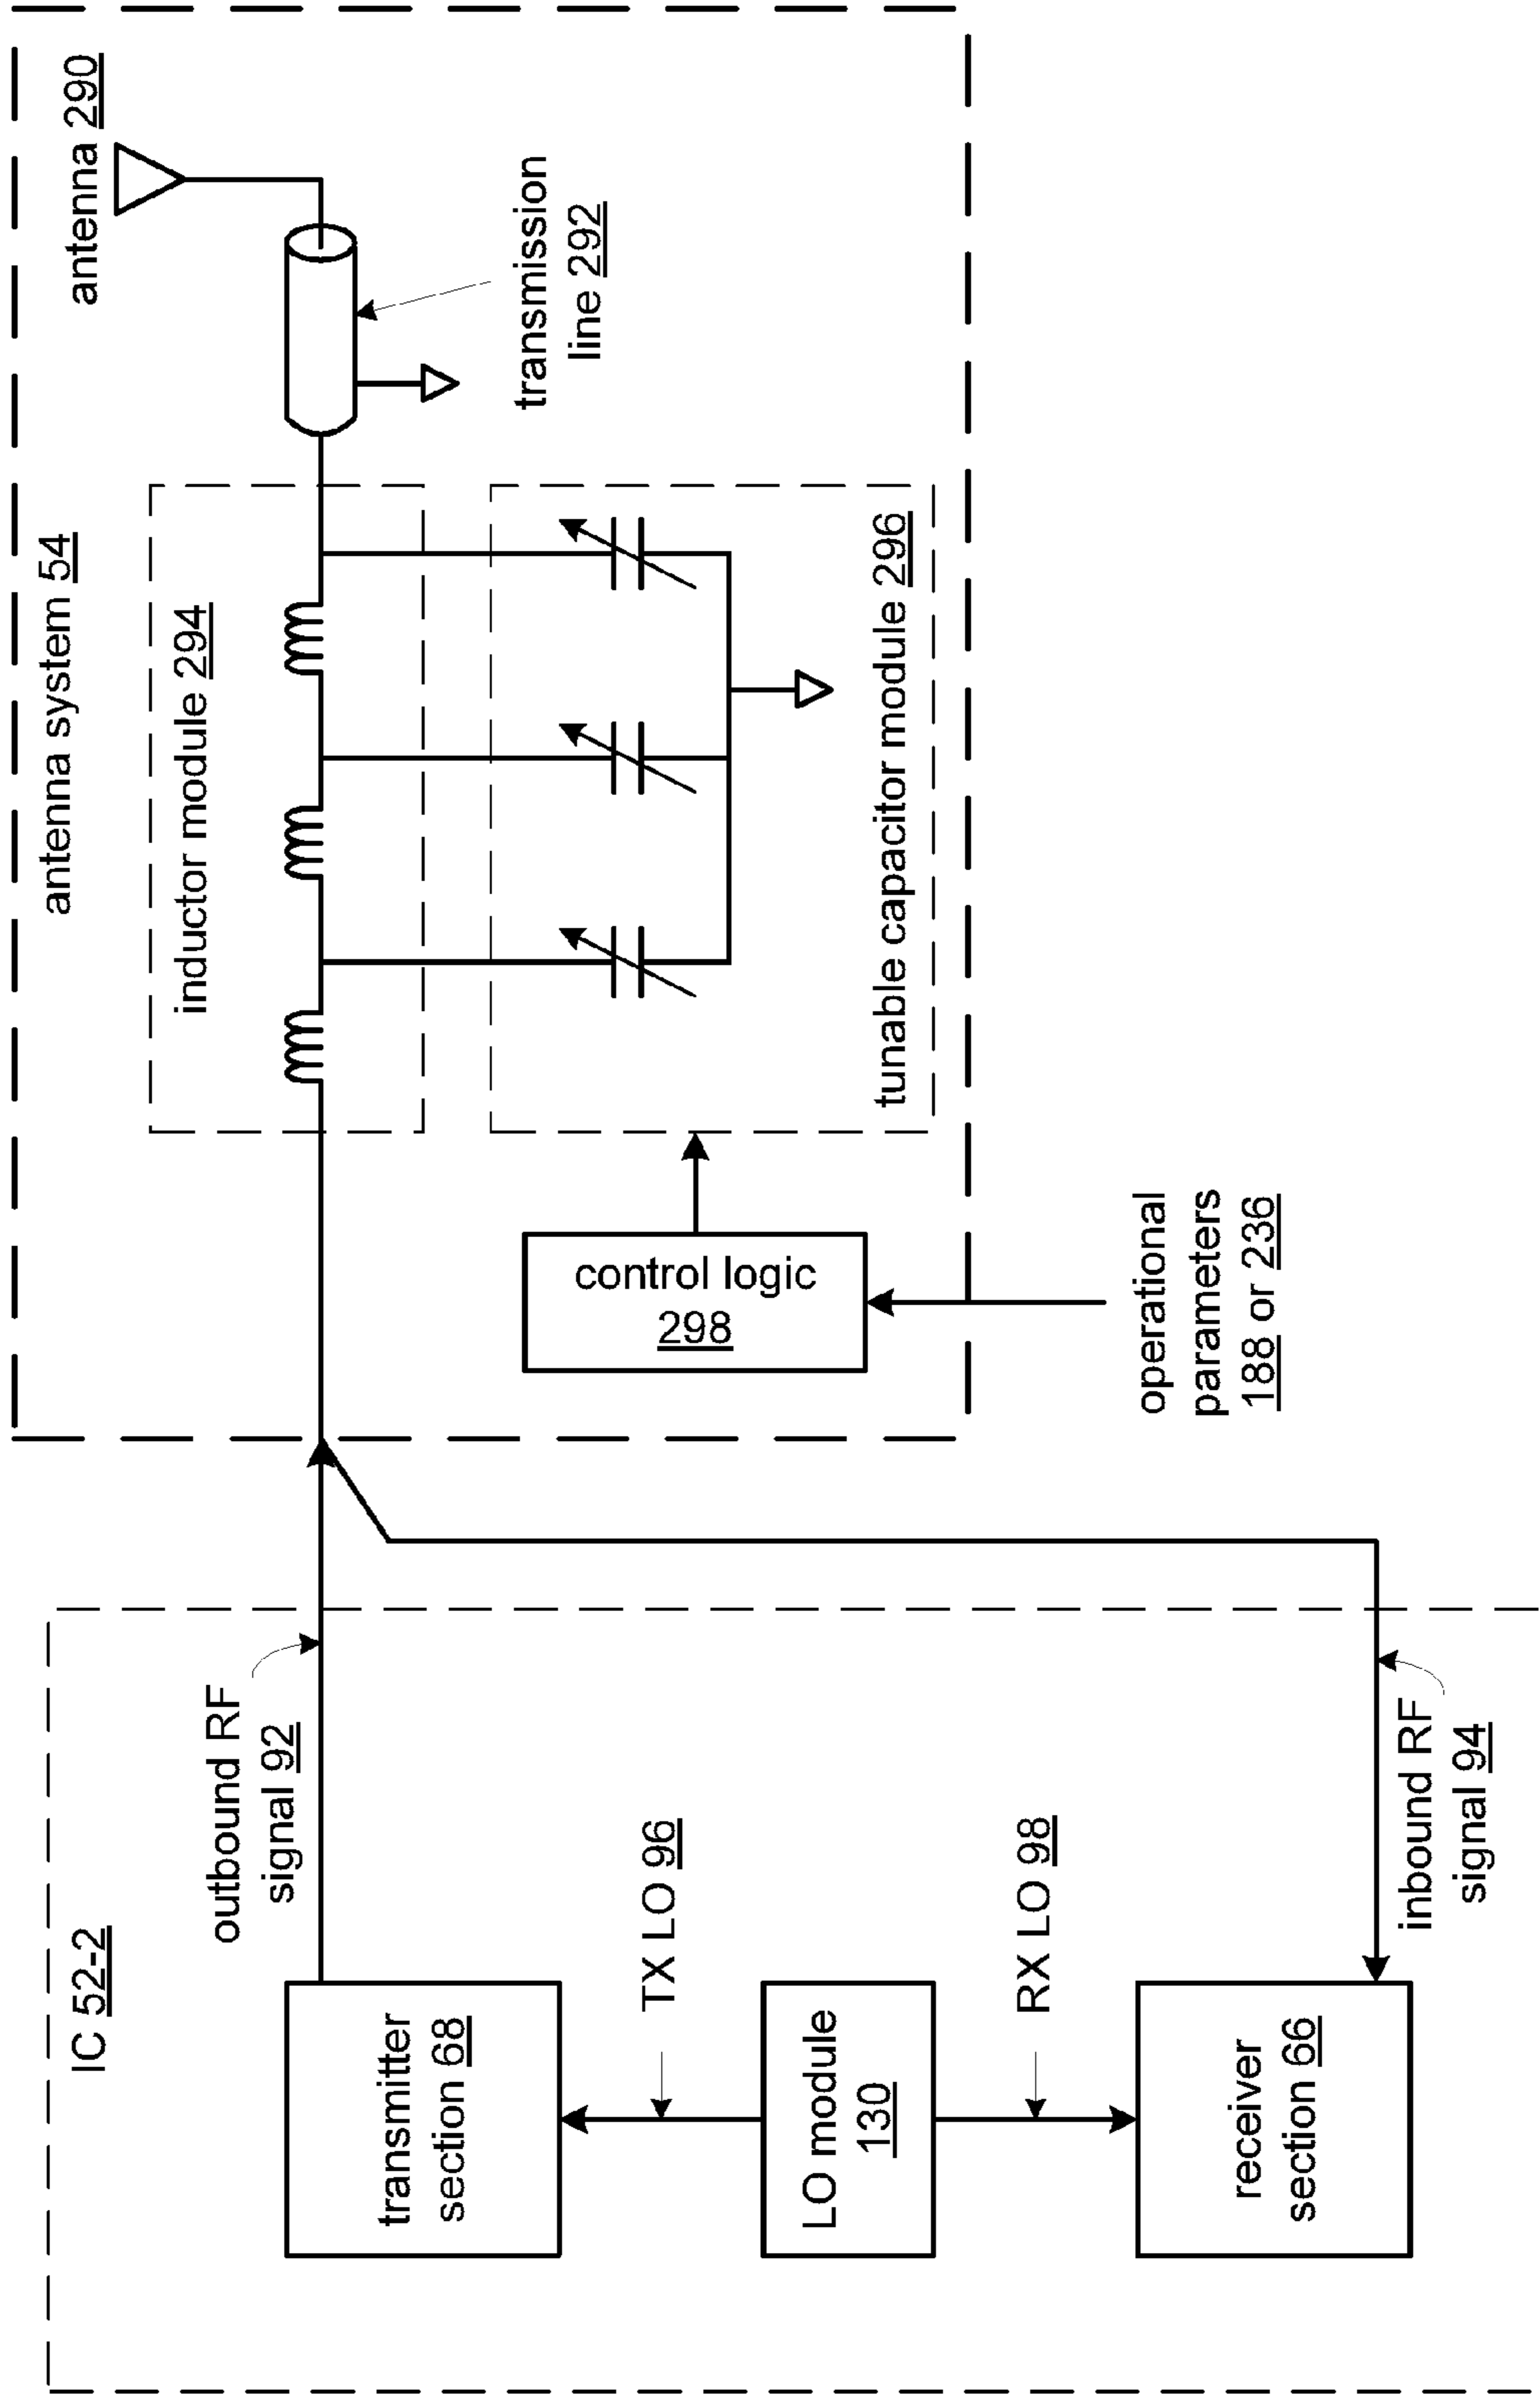 IC 52-2
transmitter
section 68
outbound RF
signal 92
TX LO 96
LO module
130
RX LO 98
receiver
section 66
inbound RF
signal 94
antenna system 54
inductor module 294
antenna 290
transmission
line 292
tunable capacitor module 296
control logic
298
operational
parameters
188 or 236